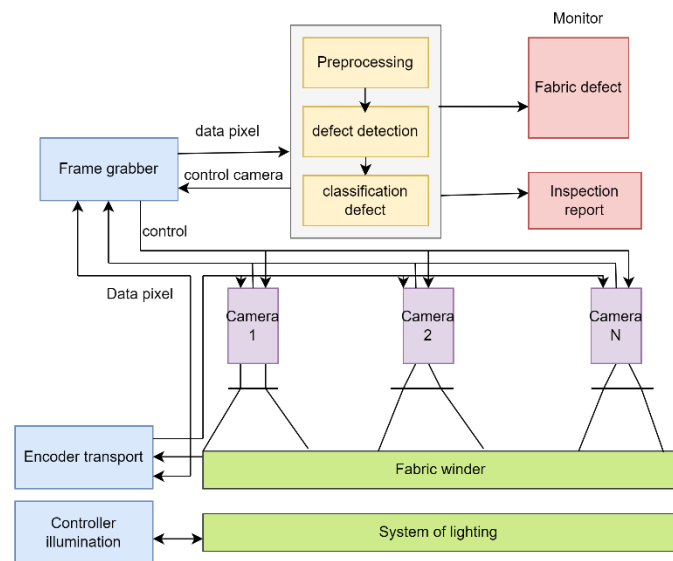 Monitor
Preprocessing
Fabric defect
data pixel
defect detection
Frame grabber
control camera
classification
defect
Inspection
report
control
Data pixel
Camera
1
Camera
2
Camera
N
Encoder transport
Fabric winder
Controller
illumination
System of lighting